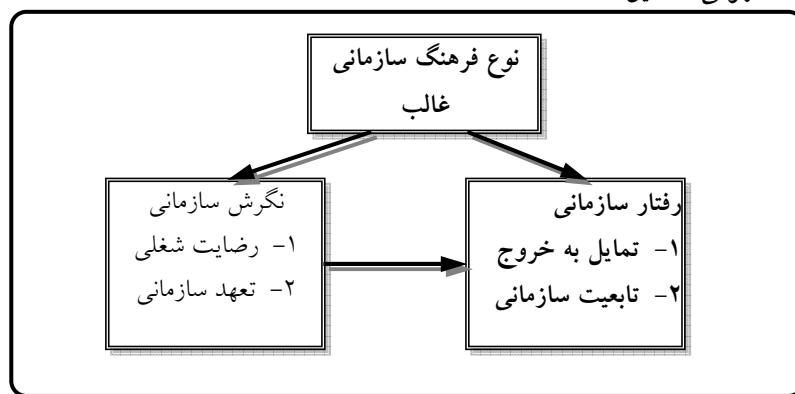 نوع فرهنگ سازمانی
غالب
رفتار سازمانی
۱- تمایل به خروج
۲- تابعیت سازمانی
نگرش سازمانی
۱- رضایت شغلی
۲- تعهد سازمانی